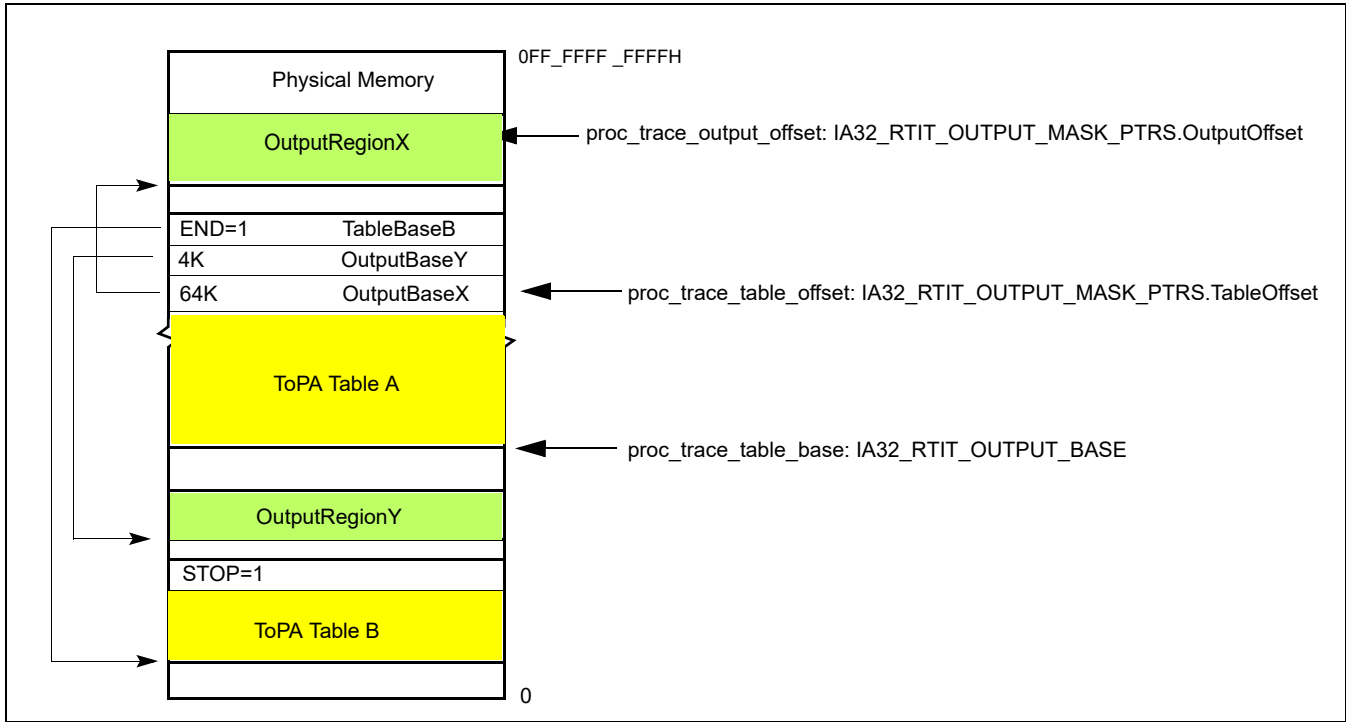 0FF_FFFF _FFFFH
Physical Memory
OutputRegionX
proc_trace_output_offset: IA32_RTIT_OUTPUT_MASK_PTRS.OutputOffset
END=1 TableBaseB
4K OutputBaseY
64K OutputBaseX
proc_trace_table_offset: IA32_RTIT_OUTPUT_MASK_PTRS.TableOffset
ToPA Table A
proc_trace_table_base: IA32_RTIT_OUTPUT_BASE
OutputRegionY
STOP=1
ToPA Table B
0